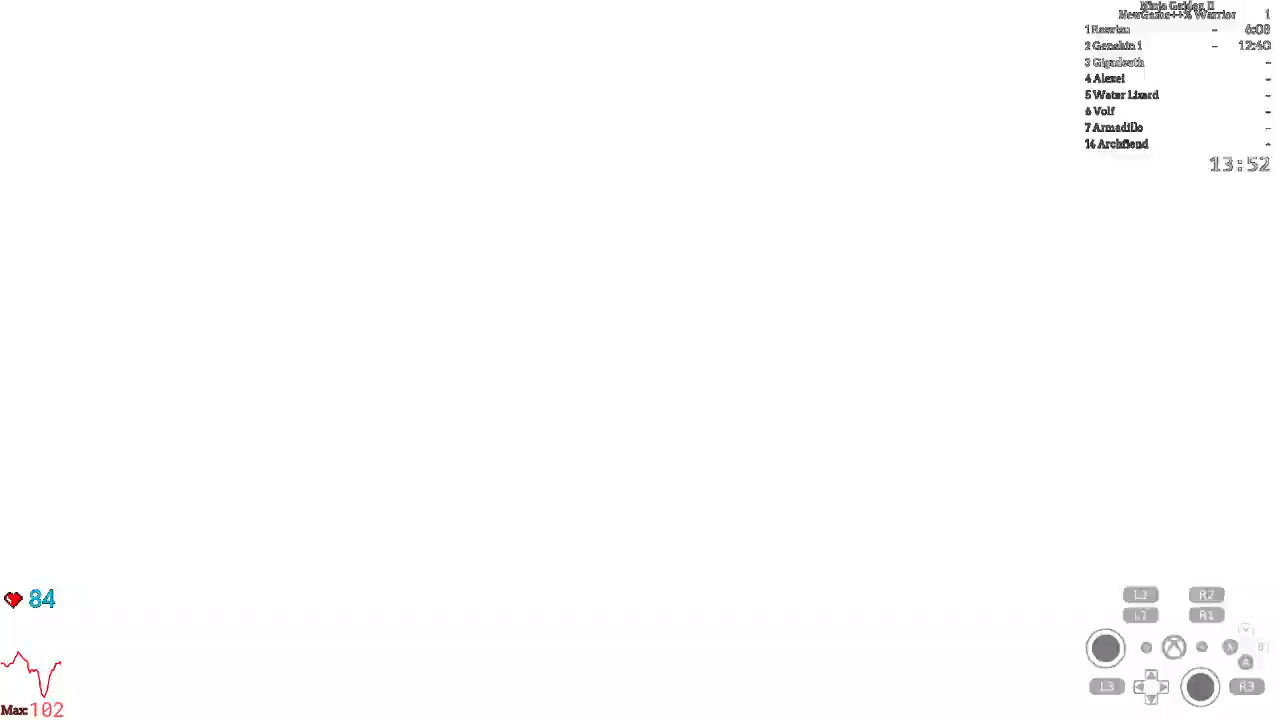 Ninja Gaiden II
NewGame++% Warrior 1
1 Rasetsu - 6:08
2 Genshin 1 - 12:40
3 Gigadeath -
4 Alexei -
5 Water Lizard -
6 Volf -
7 Armadillo -
14 Archfiend -
13:52
84
L2 R2
L1 R1
Y
X B
A
L3 R3
Max: 102